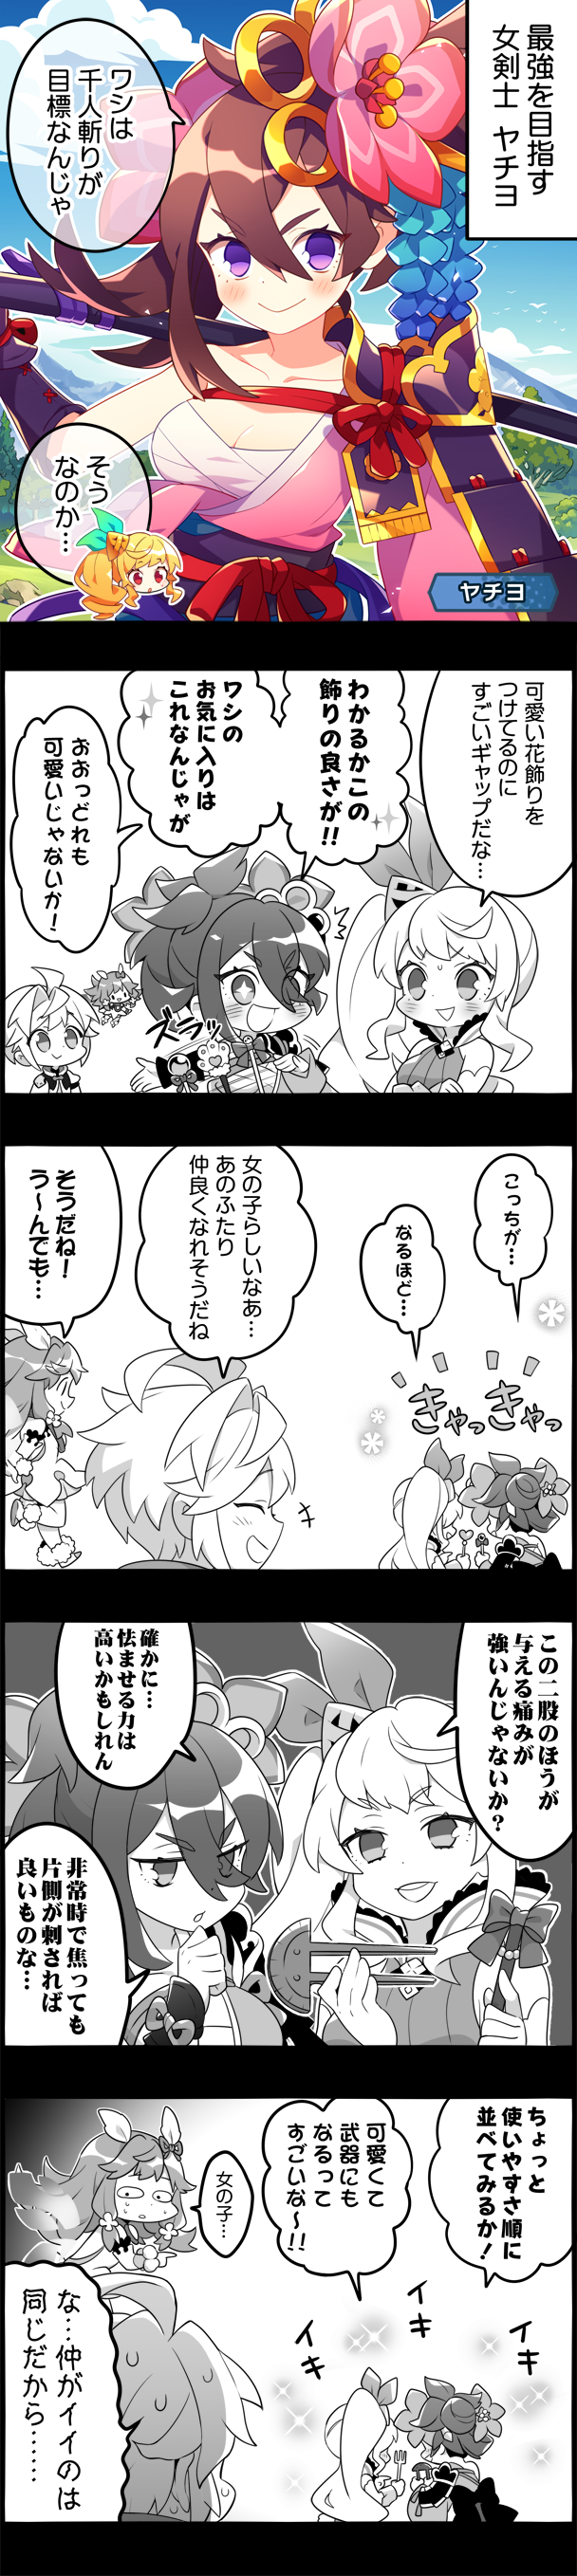 最強を目指す
女剣士 ヤチヨ
ワシは
千人斬りが
目標なんじゃ
そう
なのか…
ヤチヨ
可愛い花飾りを
つけてるのに
すごいギャップだな…
わかるかこの
飾りの良さが!!
ワシの
お気に入りは
これなんじゃが
ズラッ
おおっどれも
可愛いじゃないか!
こっちが…
なるほど…
きゃっきゃっ
女の子らしいなあ…
あのふたり
仲良くなれそうだね
そうだね!
う〜んでも…
この二股のほうが
与える痛みが
強いんじゃないか?
確かに…
怯ませる力は
高いかもしれん
非常時で焦っても
片側が刺されば
良いものな…
ちょっと
使いやすさ順に
並べてみるか!
可愛くて
武器にも
なるって
すごいな〜!!
女の子…
イキ
イキ
イキ
な…仲がイイのは
同じだから……